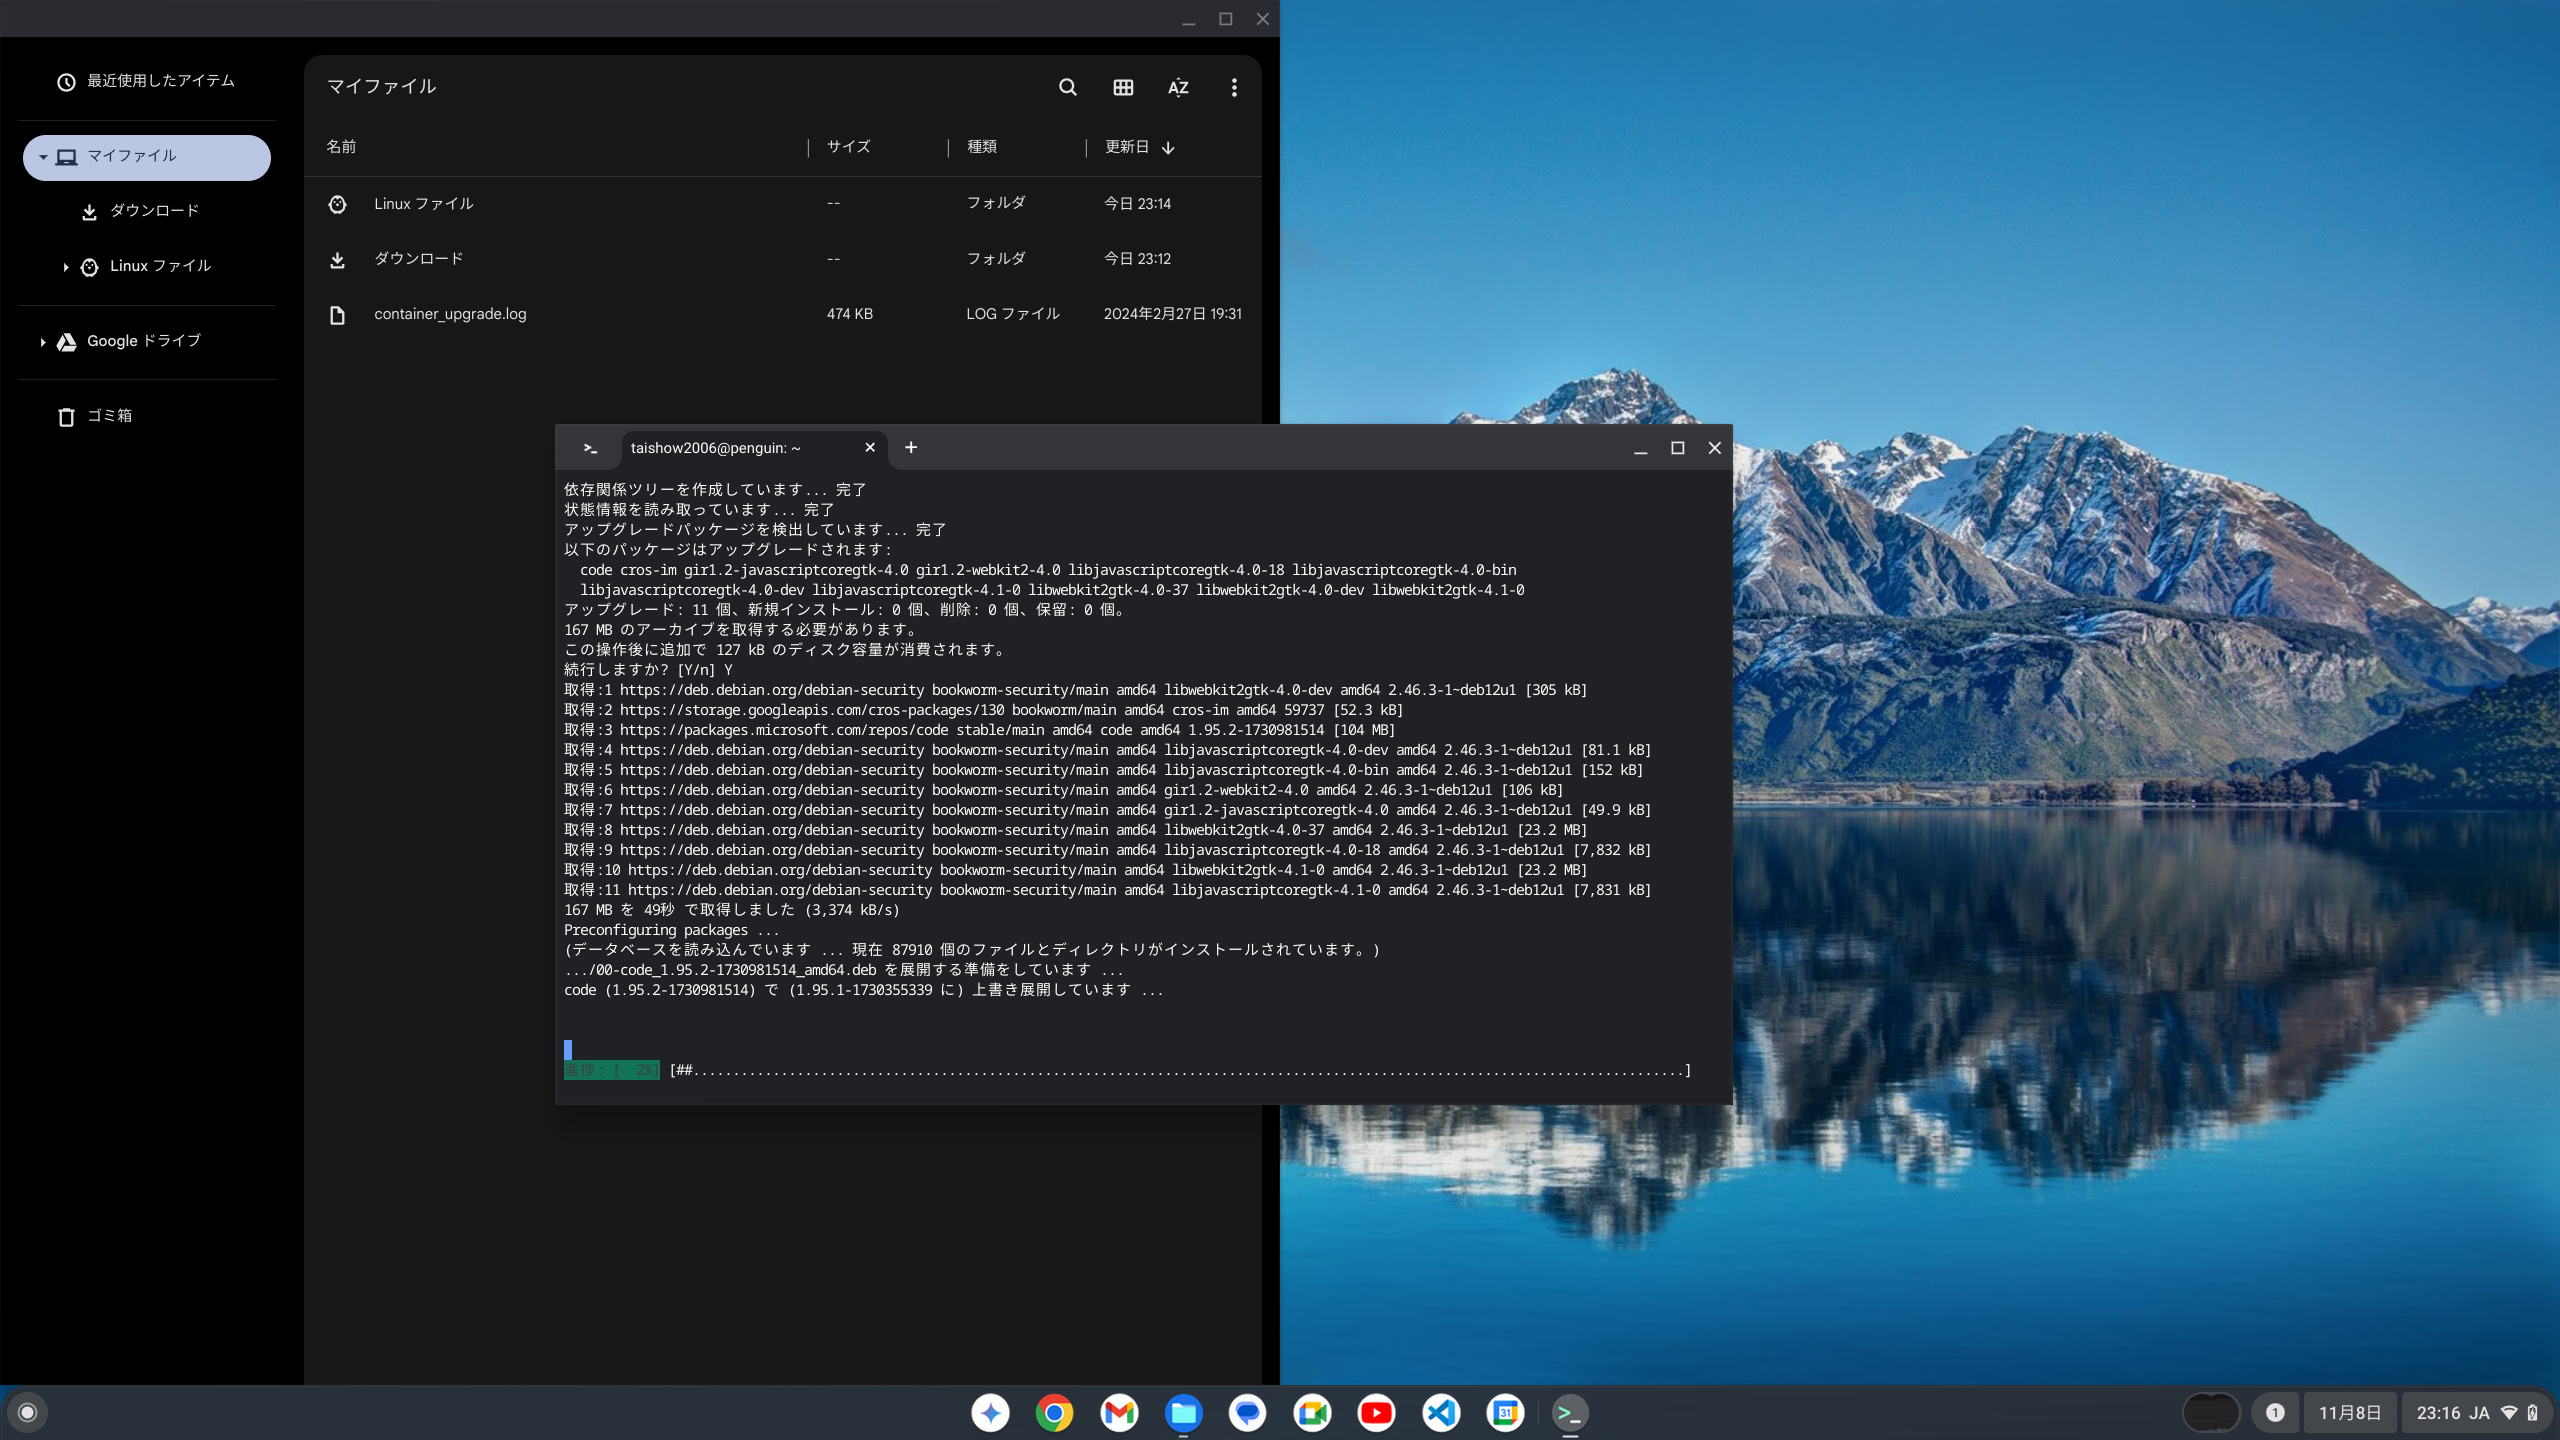 最近使用したアイテム
マイファイル
ダウンロード
Linux ファイル
Google ドライブ
ゴミ箱
マイファイル
AZ
名前 サイズ 種類 更新日
Linux ファイル -- フォルダ 今日 23:14
ダウンロード -- フォルダ 今日 23:12
container_upgrade.log 474 KB LOG ファイル 2024年2月27日 19:31
taishow2006@penguin: ~
依存関係ツリーを作成しています... 完了
状態情報を読み取っています... 完了
アップグレードパッケージを検出しています... 完了
以下のパッケージはアップグレードされます:
code cros-im gir1.2-javascriptcoregtk-4.0 gir1.2-webkit2-4.0 libjavascriptcoregtk-4.0-18 libjavascriptcoregtk-4.0-bin
libjavascriptcoregtk-4.0-dev libjavascriptcoregtk-4.1-0 libwebkit2gtk-4.0-37 libwebkit2gtk-4.0-dev libwebkit2gtk-4.1-0
アップグレード: 11 個、新規インストール: 0 個、削除: 0 個、保留: 0 個。
167 MB のアーカイブを取得する必要があります。
この操作後に追加で 127 kB のディスク容量が消費されます。
続行しますか? [Y/n] Y
取得:1 https://deb.debian.org/debian-security bookworm-security/main amd64 libwebkit2gtk-4.0-dev amd64 2.46.3-1~deb12u1 [305 kB]
取得:2 https://storage.googleapis.com/cros-packages/130 bookworm/main amd64 cros-im amd64 59737 [52.3 kB]
取得:3 https://packages.microsoft.com/repos/code stable/main amd64 code amd64 1.95.2-1730981514 [104 MB]
取得:4 https://deb.debian.org/debian-security bookworm-security/main amd64 libjavascriptcoregtk-4.0-dev amd64 2.46.3-1~deb12u1 [81.1 kB]
取得:5 https://deb.debian.org/debian-security bookworm-security/main amd64 libjavascriptcoregtk-4.0-bin amd64 2.46.3-1~deb12u1 [152 kB]
取得:6 https://deb.debian.org/debian-security bookworm-security/main amd64 gir1.2-webkit2-4.0 amd64 2.46.3-1~deb12u1 [106 kB]
取得:7 https://deb.debian.org/debian-security bookworm-security/main amd64 gir1.2-javascriptcoregtk-4.0 amd64 2.46.3-1~deb12u1 [49.9 kB]
取得:8 https://deb.debian.org/debian-security bookworm-security/main amd64 libwebkit2gtk-4.0-37 amd64 2.46.3-1~deb12u1 [23.2 MB]
取得:9 https://deb.debian.org/debian-security bookworm-security/main amd64 libjavascriptcoregtk-4.0-18 amd64 2.46.3-1~deb12u1 [7,832 kB]
取得:10 https://deb.debian.org/debian-security bookworm-security/main amd64 libwebkit2gtk-4.1-0 amd64 2.46.3-1~deb12u1 [23.2 MB]
取得:11 https://deb.debian.org/debian-security bookworm-security/main amd64 libjavascriptcoregtk-4.1-0 amd64 2.46.3-1~deb12u1 [7,831 kB]
167 MB を 49秒 で取得しました (3,374 kB/s)
Preconfiguring packages ...
(データベースを読み込んでいます ... 現在 87910 個のファイルとディレクトリがインストールされています。)
.../00-code_1.95.2-1730981514_amd64.deb を展開する準備をしています ...
code (1.95.2-1730981514) で (1.95.1-1730355339 に) 上書き展開しています ...
進捗: [  2%] [##............................................................................................................................]
31
1
11月8日
23:16 JA